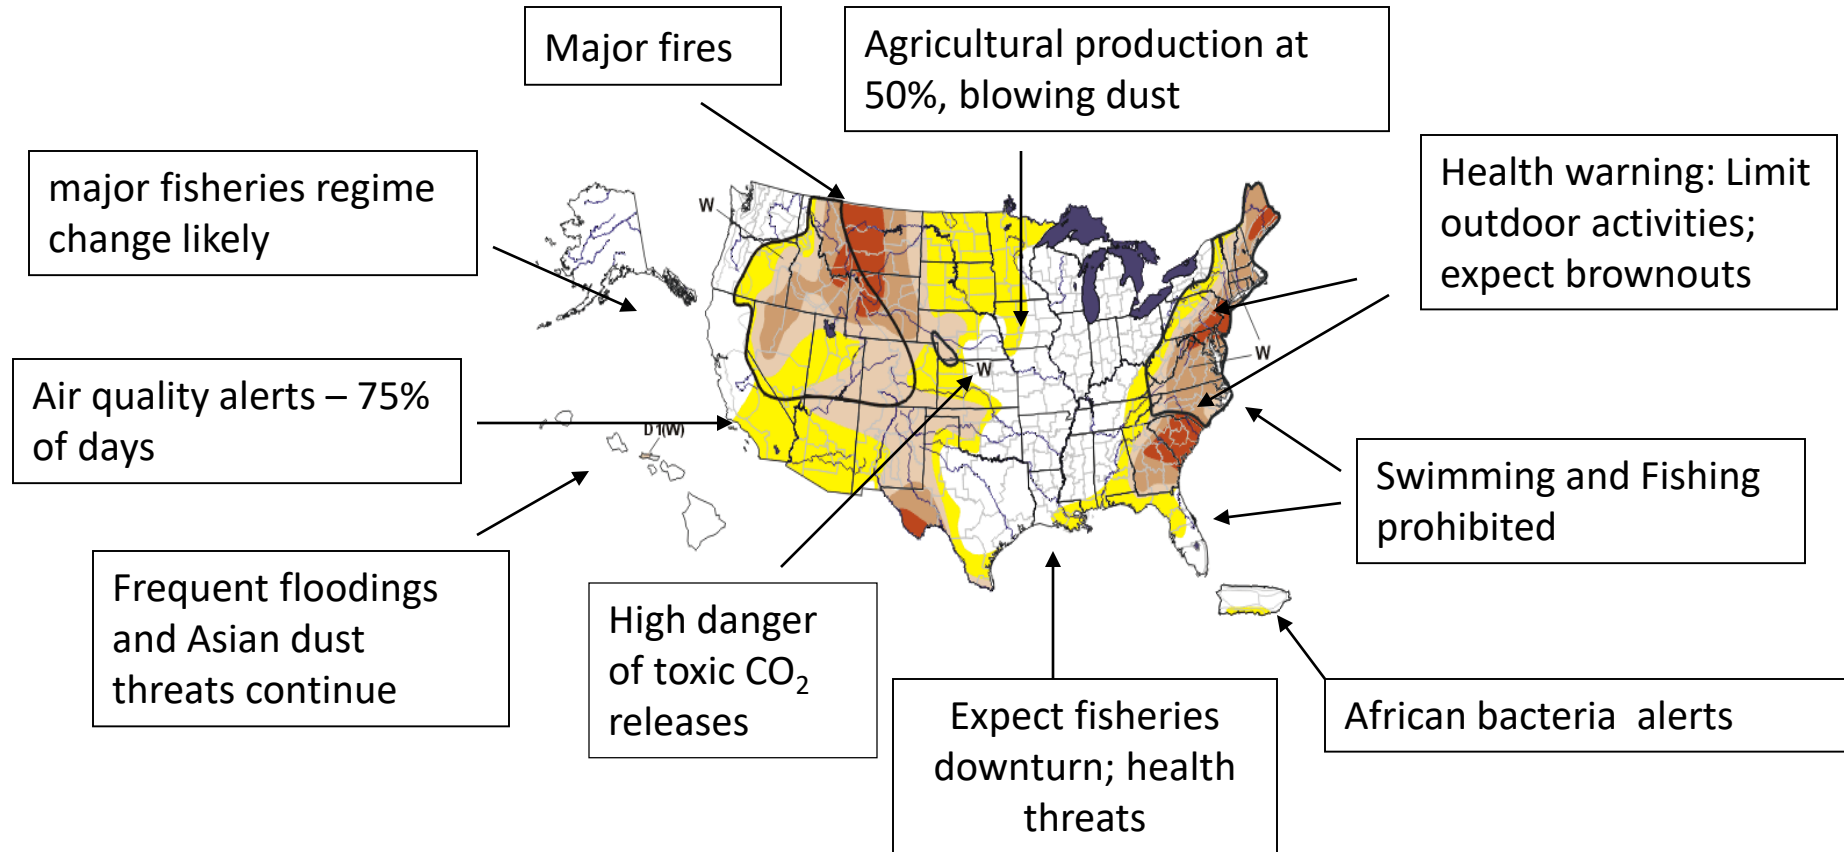 Major fires
Agricultural production at
50%, blowing dust
major fisheries regime
change likely
Health warning: Limit
outdoor activities;
expect brownouts
W
W
W
Air quality alerts – 75%
of days
D1(W)
Swimming and Fishing
prohibited
Frequent floodings
and Asian dust
threats continue
High danger
of toxic CO₂
releases
Expect fisheries
downturn; health
threats
African bacteria alerts